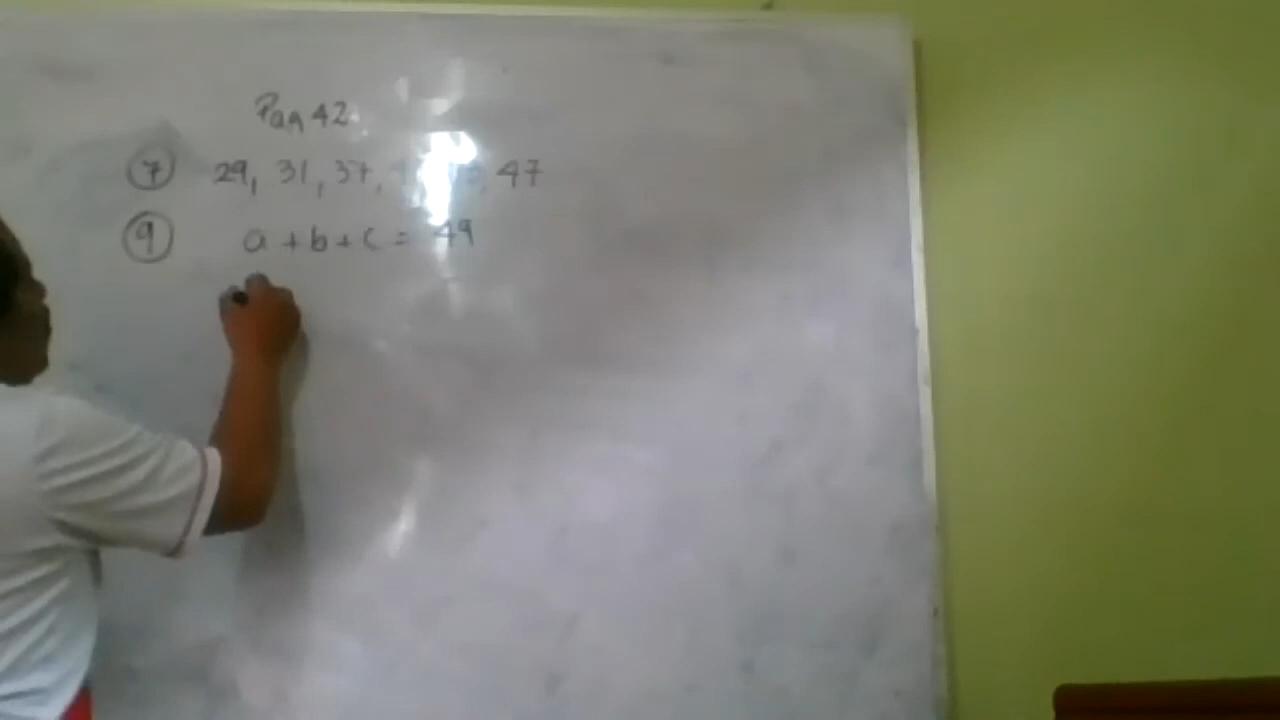 Pag 42
⑦ 29, 31, 37, 47
⑨ a + b + c = 49